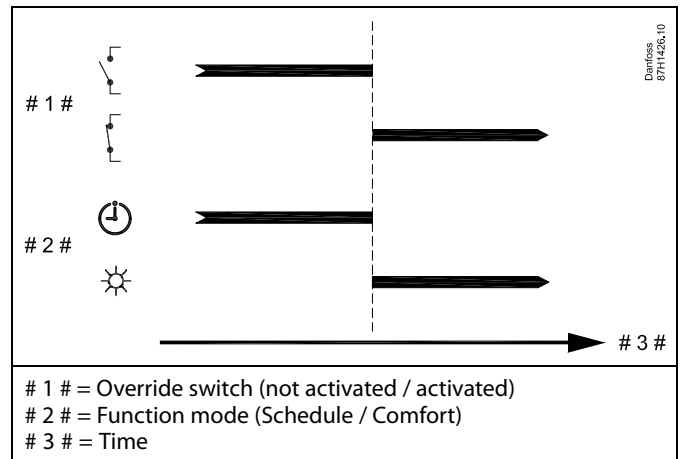 Danfoss
87H1426.10
# 1 #
# 2 #
# 3 #
# 1 # = Override switch (not activated / activated)
# 2 # = Function mode (Schedule / Comfort)
# 3 # = Time